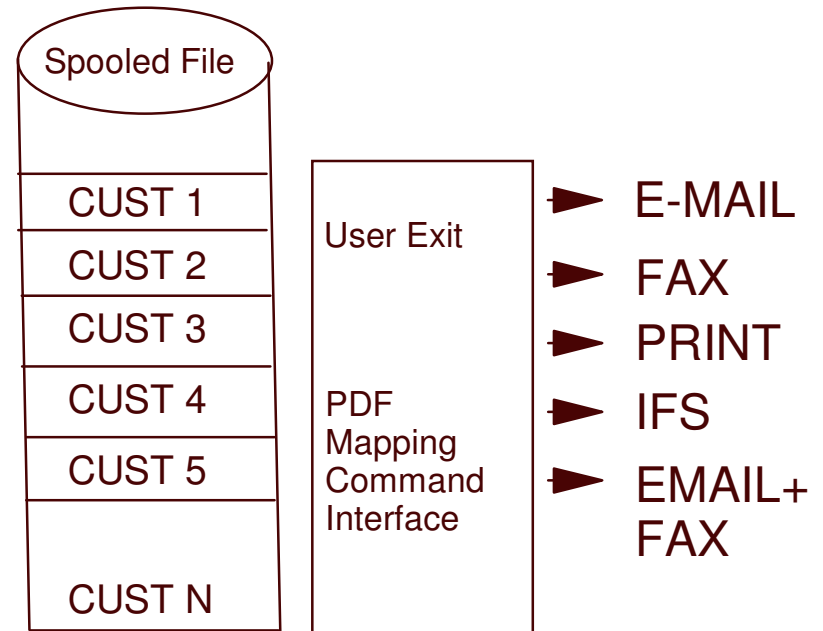 Spooled File
CUST 1
CUST 2
CUST 3
CUST 4
CUST 5
CUST N
User Exit
PDF
Mapping
Command
Interface
E-MAIL
FAX
PRINT
IFS
EMAIL+
FAX